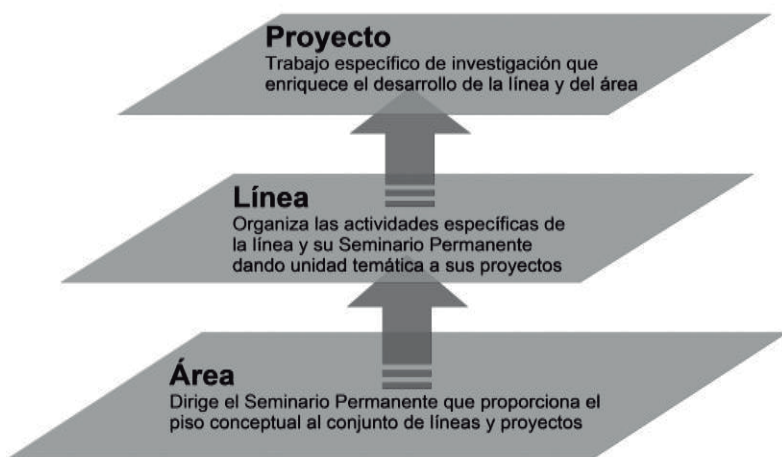 Proyecto
Trabajo específico de investigación que
enriquece el desarrollo de la línea y del área
Línea
Organiza las actividades específicas de
la línea y su Seminario Permanente
dando unidad temática a sus proyectos
Área
Dirige el Seminario Permanente que proporciona el
piso conceptual al conjunto de líneas y proyectos